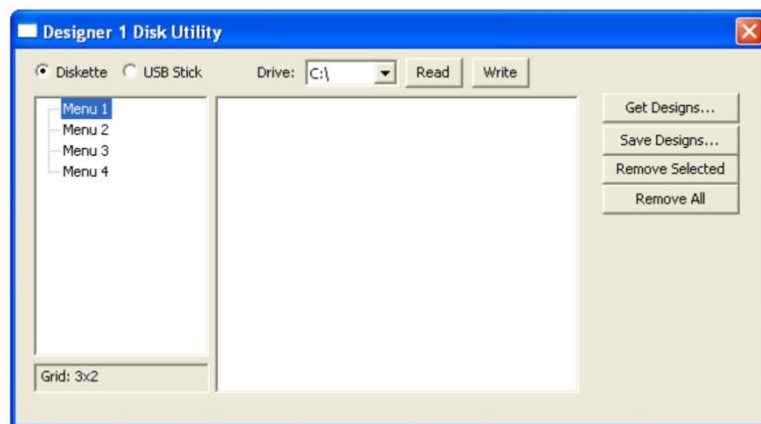 Designer 1 Disk Utility
Diskette USB Stick Drive: C:\ Read Write
Menu 1
Menu 2
Menu 3
Menu 4
Grid: 3x2
Get Designs...
Save Designs...
Remove Selected
Remove All